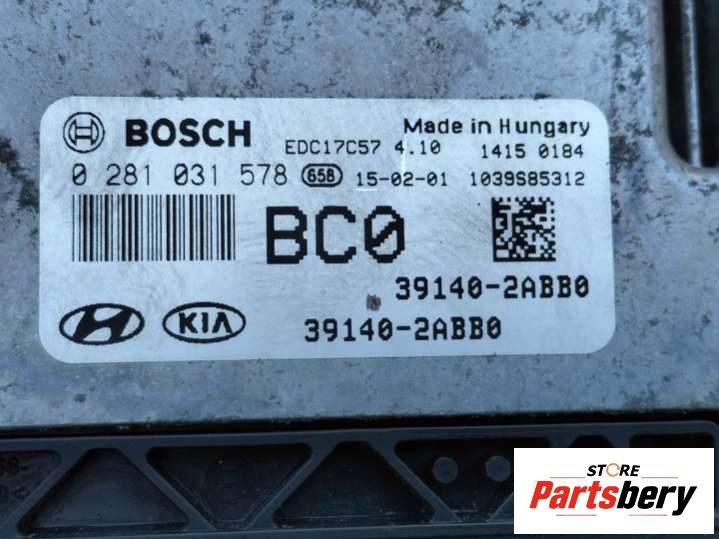 BOSCH
EDC17C57 4.10
Made in Hungary
1415 0184
0 281 031 578 65B 15-02-01 1039S85312
BC0
39140-2ABB0
KIA
39140-2ABB0
STORE
Partsbery